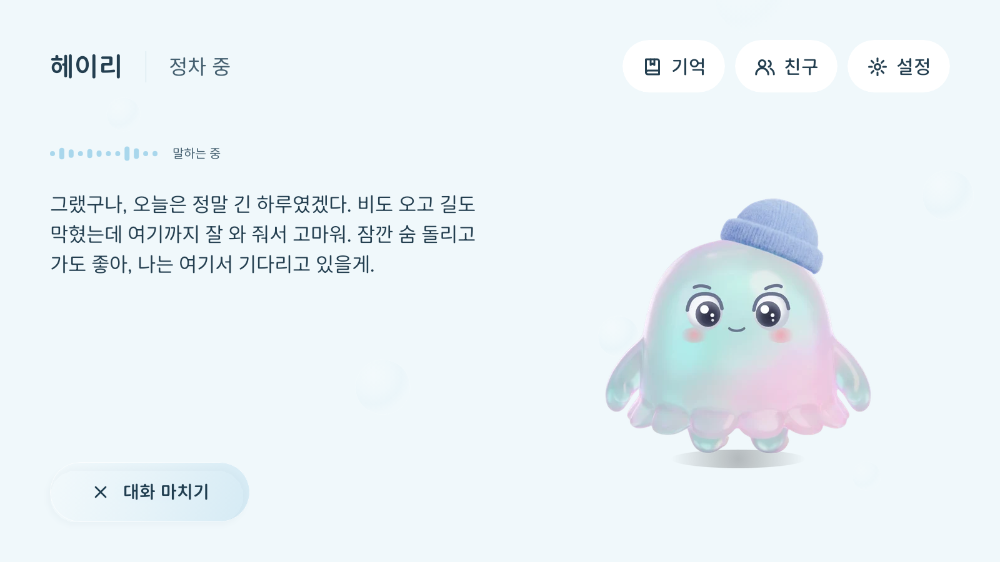 헤이리
정차 중
기억
친구
설정
말하는 중
그랬구나, 오늘은 정말 긴 하루였겠다. 비도 오고 길도
막혔는데 여기까지 잘 와 줘서 고마워. 잠깐 숨 돌리고
가도 좋아, 나는 여기서 기다리고 있을게.
대화 마치기